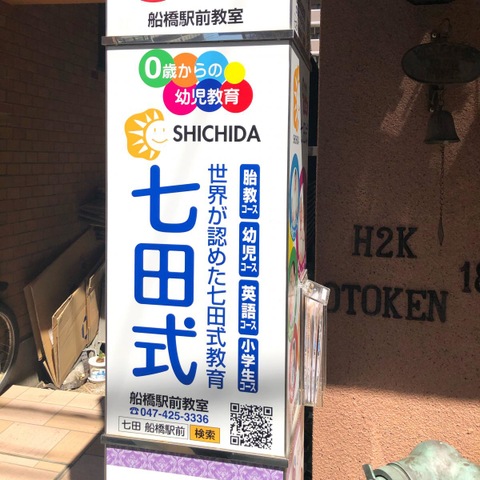 船橋駅前教室
0歳からの
幼児教育
SHICHIDA
七田式
世界が認めた七田式教育
胎教コース
幼児コース
英語コース
小学生コース
船橋駅前教室
☎047-425-3336
七田 船橋駅前 検索
H2K
OTOKEN
18